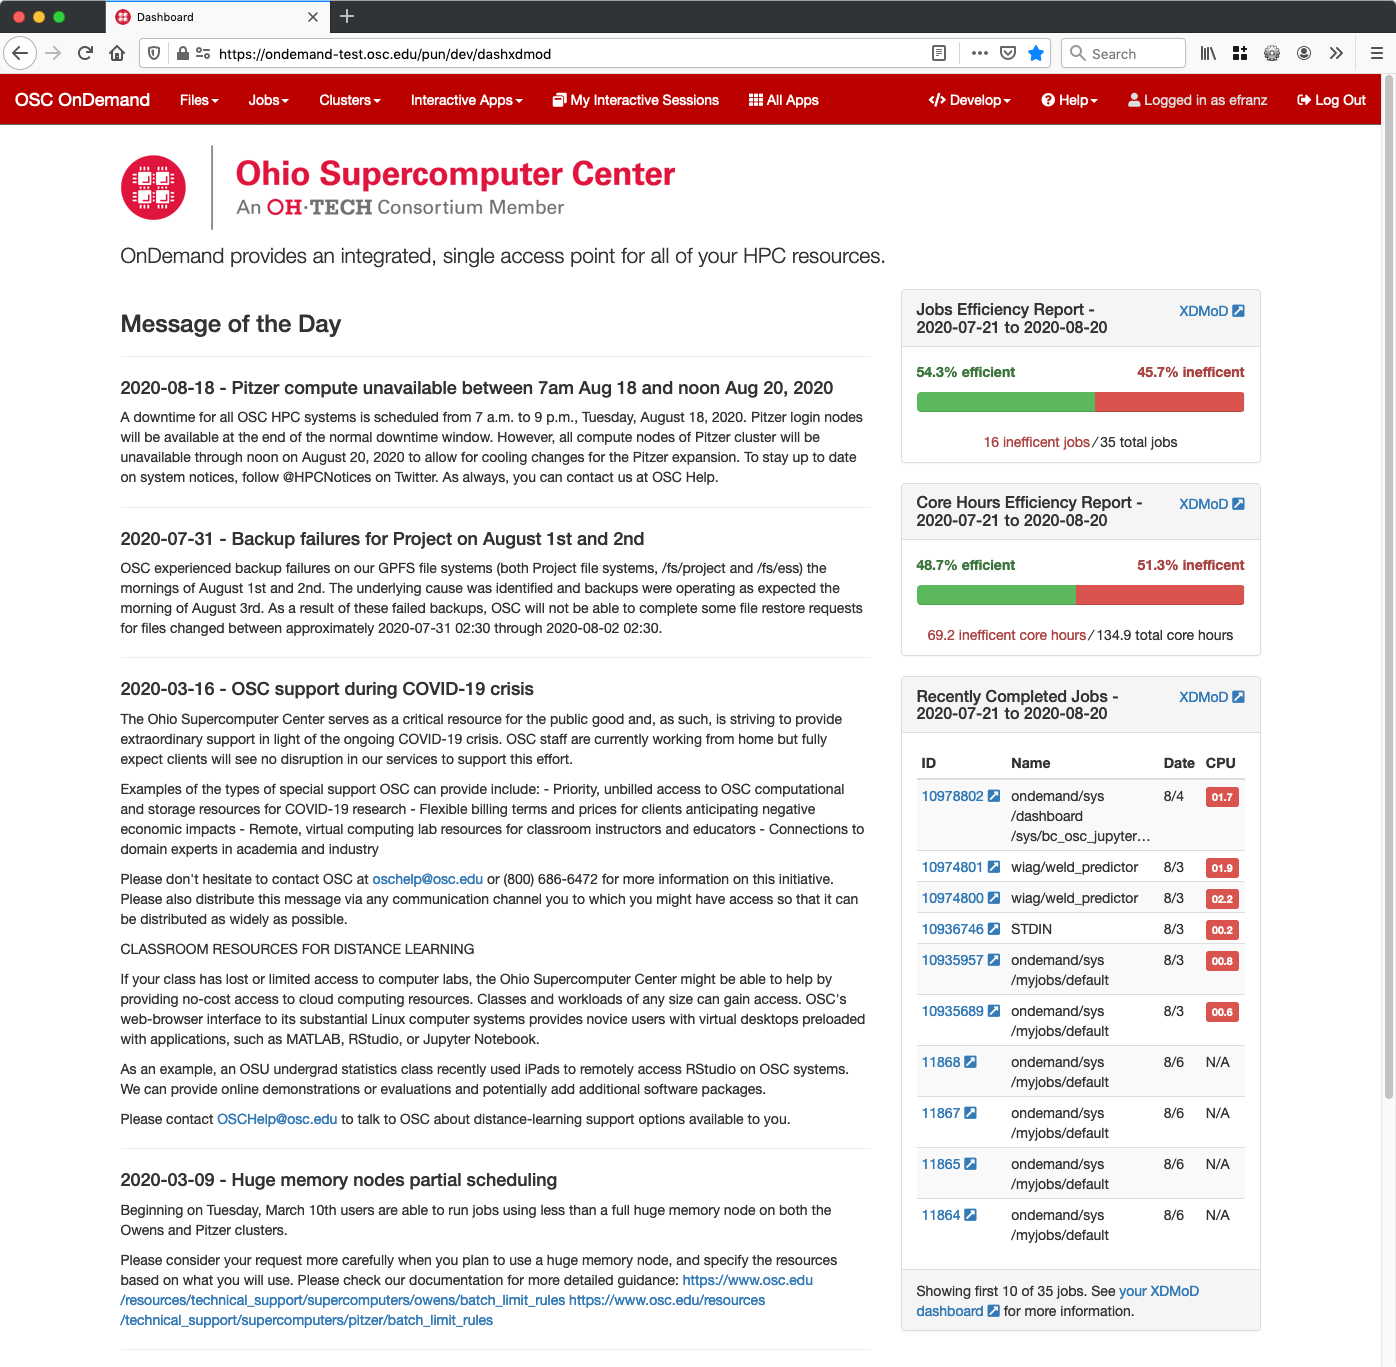 Dashboard
https://ondemand-test.osc.edu/pun/dev/dashxdmod
Search
OSC OnDemand Files Jobs Clusters Interactive Apps My Interactive Sessions All Apps Develop Help Logged in as efranz Log Out
Ohio Supercomputer Center
An OH·TECH Consortium Member
OnDemand provides an integrated, single access point for all of your HPC resources.
Message of the Day
2020-08-18 - Pitzer compute unavailable between 7am Aug 18 and noon Aug 20, 2020
A downtime for all OSC HPC systems is scheduled from 7 a.m. to 9 p.m., Tuesday, August 18, 2020. Pitzer login nodes
will be available at the end of the normal downtime window. However, all compute nodes of Pitzer cluster will be
unavailable through noon on August 20, 2020 to allow for cooling changes for the Pitzer expansion. To stay up to date
on system notices, follow @HPCNotices on Twitter. As always, you can contact us at OSC Help.
2020-07-31 - Backup failures for Project on August 1st and 2nd
OSC experienced backup failures on our GPFS file systems (both Project file systems, /fs/project and /fs/ess) the
mornings of August 1st and 2nd. The underlying cause was identified and backups were operating as expected the
morning of August 3rd. As a result of these failed backups, OSC will not be able to complete some file restore requests
for files changed between approximately 2020-07-31 02:30 through 2020-08-02 02:30.
2020-03-16 - OSC support during COVID-19 crisis
The Ohio Supercomputer Center serves as a critical resource for the public good and, as such, is striving to provide
extraordinary support in light of the ongoing COVID-19 crisis. OSC staff are currently working from home but fully
expect clients will see no disruption in our services to support this effort.
Examples of the types of special support OSC can provide include: - Priority, unbilled access to OSC computational
and storage resources for COVID-19 research - Flexible billing terms and prices for clients anticipating negative
economic impacts - Remote, virtual computing lab resources for classroom instructors and educators - Connections to
domain experts in academia and industry
Please don't hesitate to contact OSC at oschelp@osc.edu or (800) 686-6472 for more information on this initiative.
Please also distribute this message via any communication channel you to which you might have access so that it can
be distributed as widely as possible.
CLASSROOM RESOURCES FOR DISTANCE LEARNING
If your class has lost or limited access to computer labs, the Ohio Supercomputer Center might be able to help by
providing no-cost access to cloud computing resources. Classes and workloads of any size can gain access. OSC's
web-browser interface to its substantial Linux computer systems provides novice users with virtual desktops preloaded
with applications, such as MATLAB, RStudio, or Jupyter Notebook.
As an example, an OSU undergrad statistics class recently used iPads to remotely access RStudio on OSC systems.
We can provide online demonstrations or evaluations and potentially add additional software packages.
Please contact OSCHelp@osc.edu to talk to OSC about distance-learning support options available to you.
2020-03-09 - Huge memory nodes partial scheduling
Beginning on Tuesday, March 10th users are able to run jobs using less than a full huge memory node on both the
Owens and Pitzer clusters.
Please consider your request more carefully when you plan to use a huge memory node, and specify the resources
based on what you will use. Please check our documentation for more detailed guidance: https://www.osc.edu
/resources/technical_support/supercomputers/owens/batch_limit_rules https://www.osc.edu/resources
/technical_support/supercomputers/pitzer/batch_limit_rules
Jobs Efficiency Report - XDMoD
2020-07-21 to 2020-08-20
54.3% efficient 45.7% inefficent
16 inefficent jobs / 35 total jobs
Core Hours Efficiency Report - XDMoD
2020-07-21 to 2020-08-20
48.7% efficient 51.3% inefficent
69.2 inefficent core hours / 134.9 total core hours
Recently Completed Jobs - XDMoD
2020-07-21 to 2020-08-20
ID Name Date CPU
10978802 ondemand/sys 8/4 01.7
/dashboard
/sys/bc_osc_jupyter…
10974801 wiag/weld_predictor 8/3 01.9
10974800 wiag/weld_predictor 8/3 02.2
10936746 STDIN 8/3 00.2
10935957 ondemand/sys 8/3 00.8
/myjobs/default
10935689 ondemand/sys 8/3 00.6
/myjobs/default
11868 ondemand/sys 8/6 N/A
/myjobs/default
11867 ondemand/sys 8/6 N/A
/myjobs/default
11865 ondemand/sys 8/6 N/A
/myjobs/default
11864 ondemand/sys 8/6 N/A
/myjobs/default
Showing first 10 of 35 jobs. See your XDMoD
dashboard for more information.